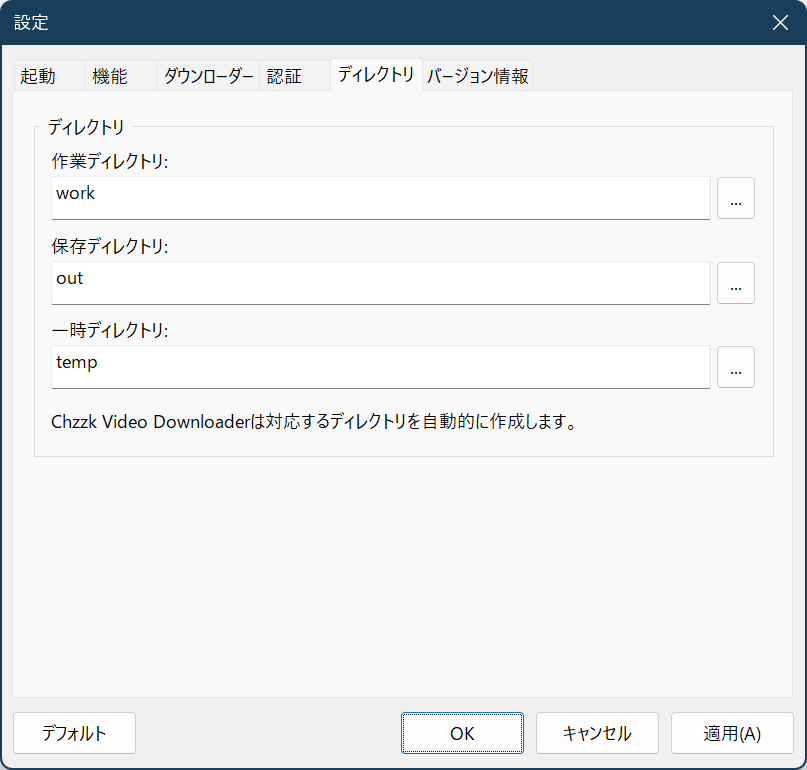 設定
起動 機能 ダウンローダー 認証 ディレクトリ バージョン情報
ディレクトリ
作業ディレクトリ:
work
...
保存ディレクトリ:
out
...
一時ディレクトリ:
temp
...
Chzzk Video Downloaderは対応するディレクトリを自動的に作成します。
デフォルト OK キャンセル 適用(A)